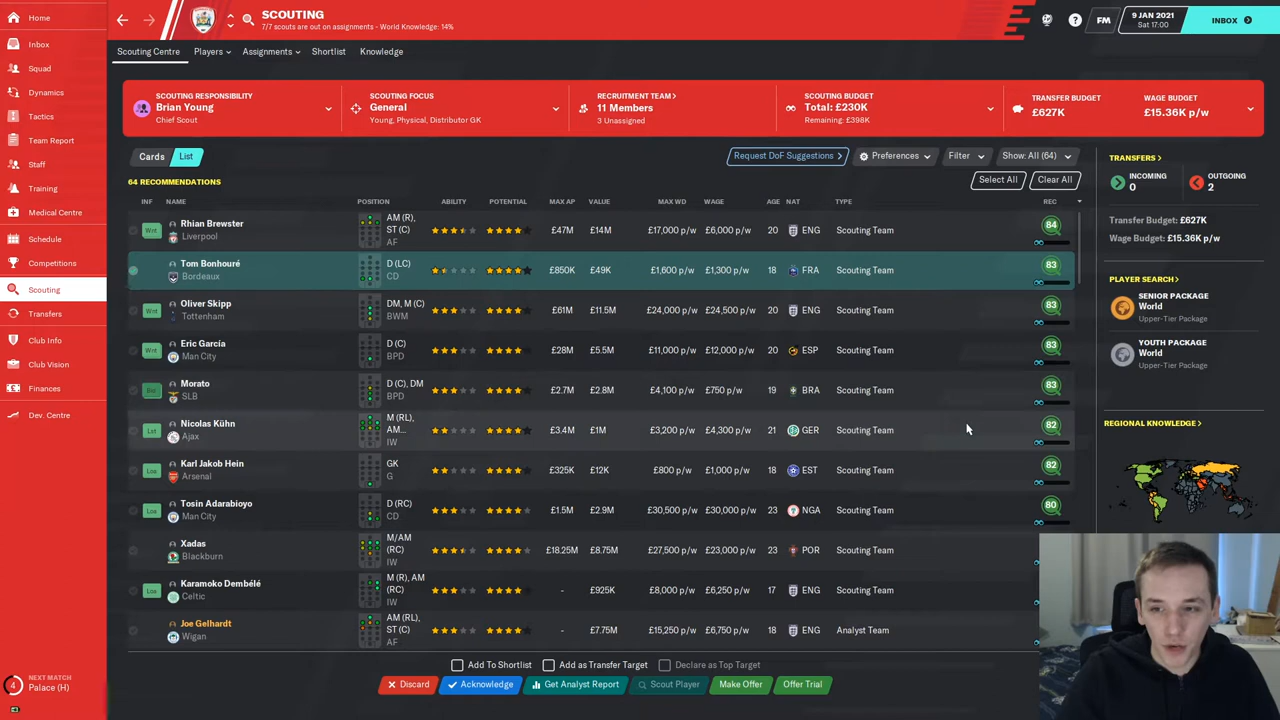 SCOUTING
7/7 scouts are out on assignments - World Knowledge: 14%
FM
9 JAN 2021
Sat 17:00
INBOX
Home
Inbox
Squad
Dynamics
Tactics
Team Report
Staff
Training
Medical Centre
Schedule
Competitions
Scouting
Transfers
Club Info
Club Vision
Finances
Dev. Centre
4
NEXT MATCH
Palace (H)
Scouting Centre Players Assignments Shortlist Knowledge
SCOUTING RESPONSIBILITY
Brian Young
Chief Scout
SCOUTING FOCUS
General
Young, Physical, Distributor GK
RECRUITMENT TEAM
11 Members
3 Unassigned
SCOUTING BUDGET
Total: £230K
Remaining: £398K
TRANSFER BUDGET
£627K
WAGE BUDGET
£15.36K p/w
Cards List
Request DoF Suggestions Preferences Filter Show: All (64)
64 RECOMMENDATIONS
Select All Clear All
INF NAME POSITION ABILITY POTENTIAL MAX AP VALUE MAX WD WAGE AGE NAT TYPE REC
Wnt Rhian Brewster Liverpool AM (R), ST (C) AF £47M £14M £17,000 p/w £6,000 p/w 20 ENG Scouting Team 84
Tom Bonhouré Bordeaux D (LC) CD £850K £49K £1,600 p/w £1,300 p/w 18 FRA Scouting Team 83
Wnt Oliver Skipp Tottenham DM, M (C) BWM £61M £11.5M £24,000 p/w £24,500 p/w 20 ENG Scouting Team 83
Wnt Eric García Man City D (C) BPD £28M £5.5M £11,000 p/w £12,000 p/w 20 ESP Scouting Team 83
Morato SLB D (C), DM BPD £2.7M £2.8M £4,100 p/w £750 p/w 19 BRA Scouting Team 83
Lst Nicolas Kühn Ajax M (RL), AM... IW £3.4M £1M £3,200 p/w £4,300 p/w 21 GER Scouting Team 82
Loa Karl Jakob Hein Arsenal GK G £325K £12K £800 p/w £1,000 p/w 18 EST Scouting Team 82
Loa Tosin Adarabioyo Man City D (RC) CD £1.5M £2.9M £30,500 p/w £30,000 p/w 23 NGA Scouting Team 80
Xadas Blackburn M/AM (RC) IW £18.25M £8.75M £27,500 p/w £23,000 p/w 23 POR Scouting Team
Loa Karamoko Dembélé Celtic M (R), AM (RC) IW - £925K £8,000 p/w £6,250 p/w 17 ENG Scouting Team
Joe Gelhardt Wigan AM (RL), ST (C) AF - £7.75M £15,250 p/w £6,750 p/w 18 ENG Analyst Team
Add To Shortlist Add as Transfer Target Declare as Top Target
Discard Acknowledge Get Analyst Report Scout Player Make Offer Offer Trial
TRANSFERS
INCOMING
0
OUTGOING
2
Transfer Budget: £627K
Wage Budget: £15.36K p/w
PLAYER SEARCH
SENIOR PACKAGE
World
Upper-Tier Package
YOUTH PACKAGE
World
Upper-Tier Package
REGIONAL KNOWLEDGE